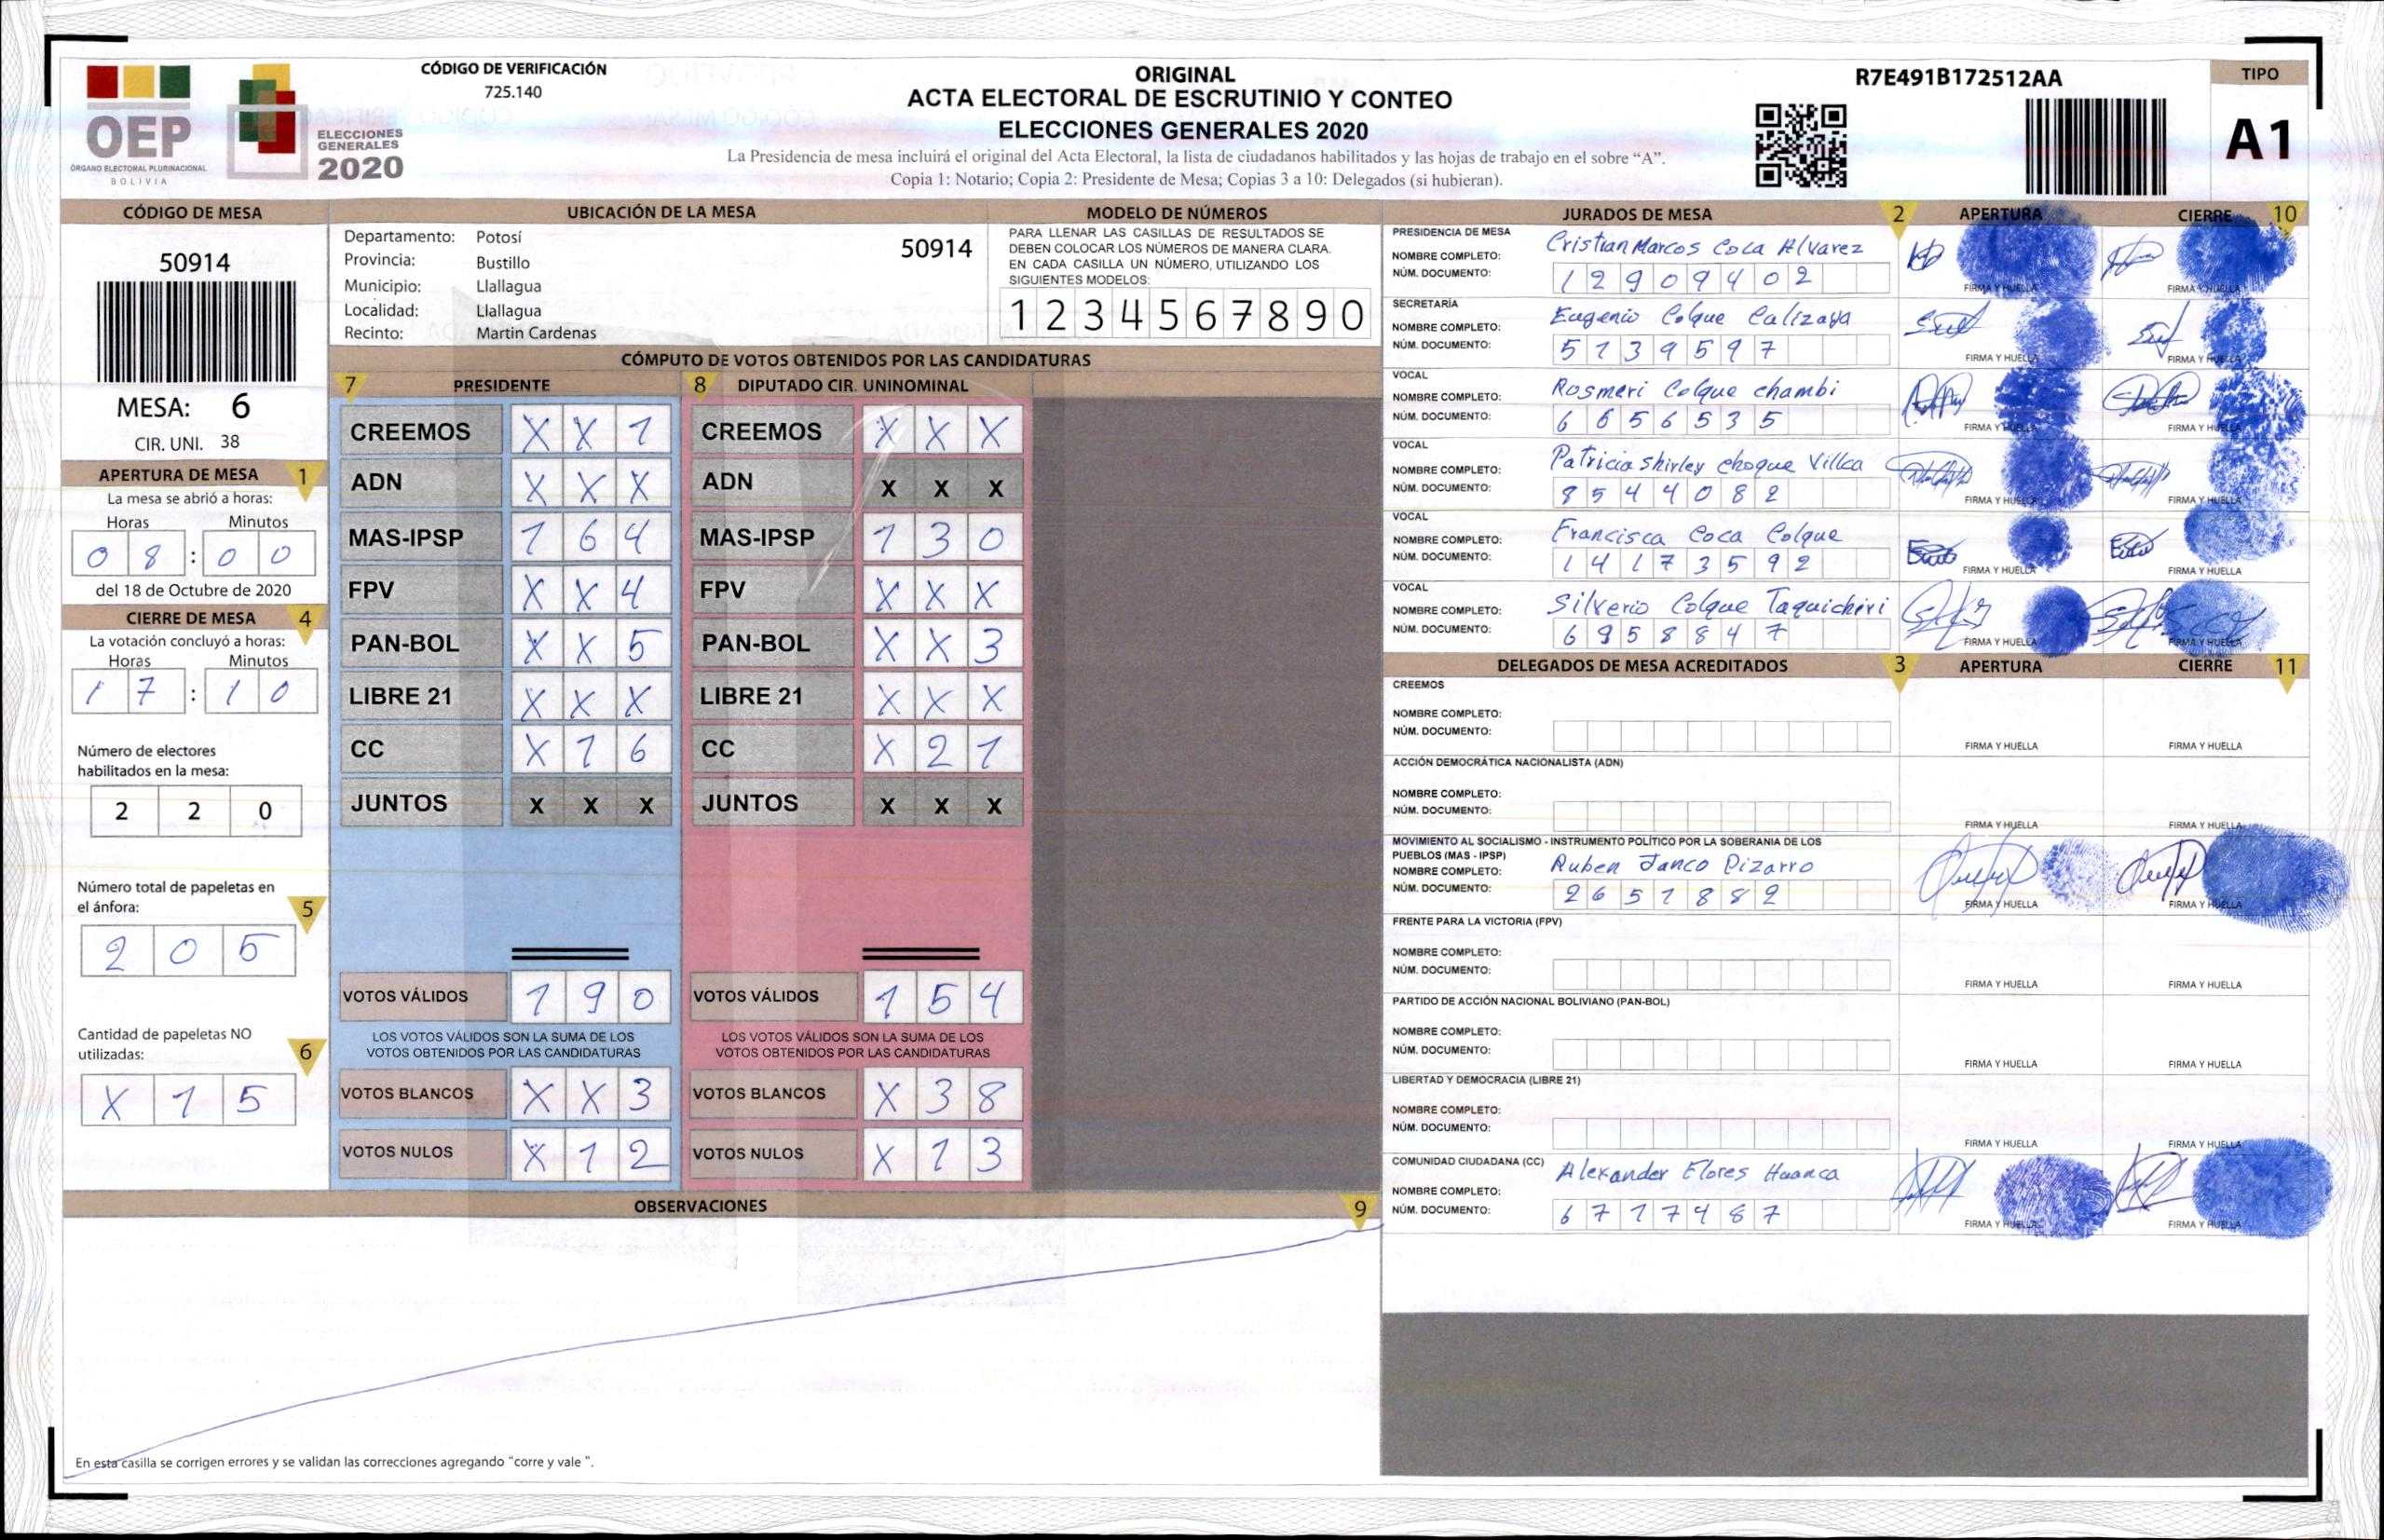 OEP
ÓRGANO ELECTORAL PLURINACIONAL
BOLIVIA
ELECCIONES
GENERALES
2020
CÓDIGO DE VERIFICACIÓN
725.140
ORIGINAL
ACTA ELECTORAL DE ESCRUTINIO Y CONTEO
ELECCIONES GENERALES 2020
La Presidencia de mesa incluirá el original del Acta Electoral, la lista de ciudadanos habilitados y las hojas de trabajo en el sobre “A”.
Copia 1: Notario; Copia 2: Presidente de Mesa; Copias 3 a 10: Delegados (si hubieran).
R7E491B172512AA
TIPO
A1
CÓDIGO DE MESA
50914
MESA: 6
CIR. UNI. 38
APERTURA DE MESA 1
La mesa se abrió a horas:
Horas Minutos
0 8 : 0 0
del 18 de Octubre de 2020
CIERRE DE MESA 4
La votación concluyó a horas:
Horas Minutos
1 7 : 1 0
Número de electores
habilitados en la mesa:
2 2 0
Número total de papeletas en
el ánfora: 5
2 0 5
Cantidad de papeletas NO
utilizadas: 6
X 1 5
UBICACIÓN DE LA MESA
Departamento: Potosí 50914
Provincia: Bustillo
Municipio: Llallagua
Localidad: Llallagua
Recinto: Martin Cardenas
MODELO DE NÚMEROS
PARA LLENAR LAS CASILLAS DE RESULTADOS SE
DEBEN COLOCAR LOS NÚMEROS DE MANERA CLARA.
EN CADA CASILLA UN NÚMERO, UTILIZANDO LOS
SIGUIENTES MODELOS:
1 2 3 4 5 6 7 8 9 0
CÓMPUTO DE VOTOS OBTENIDOS POR LAS CANDIDATURAS
7 PRESIDENTE 8 DIPUTADO CIR. UNINOMINAL
CREEMOS X X 1 CREEMOS X X X
ADN X X X ADN X X X
MAS-IPSP 1 6 4 MAS-IPSP 1 3 0
FPV X X 4 FPV X X X
PAN-BOL X X 5 PAN-BOL X X 3
LIBRE 21 X X X LIBRE 21 X X X
CC X 1 6 CC X 2 1
JUNTOS X X X JUNTOS X X X
VOTOS VÁLIDOS 1 9 0 VOTOS VÁLIDOS 1 5 4
LOS VOTOS VÁLIDOS SON LA SUMA DE LOS LOS VOTOS VÁLIDOS SON LA SUMA DE LOS
VOTOS OBTENIDOS POR LAS CANDIDATURAS VOTOS OBTENIDOS POR LAS CANDIDATURAS
VOTOS BLANCOS X X 3 VOTOS BLANCOS X 3 8
VOTOS NULOS X 1 2 VOTOS NULOS X 1 3
OBSERVACIONES 9
En esta casilla se corrigen errores y se validan las correcciones agregando “corre y vale ”.
JURADOS DE MESA 2 APERTURA CIERRE 10
PRESIDENCIA DE MESA
NOMBRE COMPLETO: Cristian Marcos Coca Alvarez
NÚM. DOCUMENTO: 1 2 9 0 9 4 0 2
FIRMA Y HUELLA FIRMA Y HUELLA
SECRETARÍA
NOMBRE COMPLETO: Eugenio Colque Calizaya
NÚM. DOCUMENTO: 5 1 3 9 5 9 7
FIRMA Y HUELLA FIRMA Y HUELLA
VOCAL
NOMBRE COMPLETO: Rosmeri Colque chambi
NÚM. DOCUMENTO: 6 6 5 6 5 3 5
FIRMA Y HUELLA FIRMA Y HUELLA
VOCAL
NOMBRE COMPLETO: Patricia Shirley choque Villca
NÚM. DOCUMENTO: 8 5 4 4 0 8 2
FIRMA Y HUELLA FIRMA Y HUELLA
VOCAL
NOMBRE COMPLETO: Francisca Coca Colque
NÚM. DOCUMENTO: 1 4 1 7 3 5 9 2
FIRMA Y HUELLA FIRMA Y HUELLA
VOCAL
NOMBRE COMPLETO: Silverio Colque Taquichiri
NÚM. DOCUMENTO: 6 9 5 8 8 4 7
FIRMA Y HUELLA FIRMA Y HUELLA
DELEGADOS DE MESA ACREDITADOS 3 APERTURA CIERRE 11
CREEMOS
NOMBRE COMPLETO:
NÚM. DOCUMENTO:
FIRMA Y HUELLA FIRMA Y HUELLA
ACCIÓN DEMOCRÁTICA NACIONALISTA (ADN)
NOMBRE COMPLETO:
NÚM. DOCUMENTO:
FIRMA Y HUELLA FIRMA Y HUELLA
MOVIMIENTO AL SOCIALISMO - INSTRUMENTO POLÍTICO POR LA SOBERANIA DE LOS
PUEBLOS (MAS - IPSP)
NOMBRE COMPLETO: Ruben Janco Pizarro
NÚM. DOCUMENTO: 2 6 5 1 8 8 2
FIRMA Y HUELLA FIRMA Y HUELLA
FRENTE PARA LA VICTORIA (FPV)
NOMBRE COMPLETO:
NÚM. DOCUMENTO:
FIRMA Y HUELLA FIRMA Y HUELLA
PARTIDO DE ACCIÓN NACIONAL BOLIVIANO (PAN-BOL)
NOMBRE COMPLETO:
NÚM. DOCUMENTO:
FIRMA Y HUELLA FIRMA Y HUELLA
LIBERTAD Y DEMOCRACIA (LIBRE 21)
NOMBRE COMPLETO:
NÚM. DOCUMENTO:
FIRMA Y HUELLA FIRMA Y HUELLA
COMUNIDAD CIUDADANA (CC)
NOMBRE COMPLETO: Alexander Flores Huanca
NÚM. DOCUMENTO: 6 7 1 7 4 8 7
FIRMA Y HUELLA FIRMA Y HUELLA